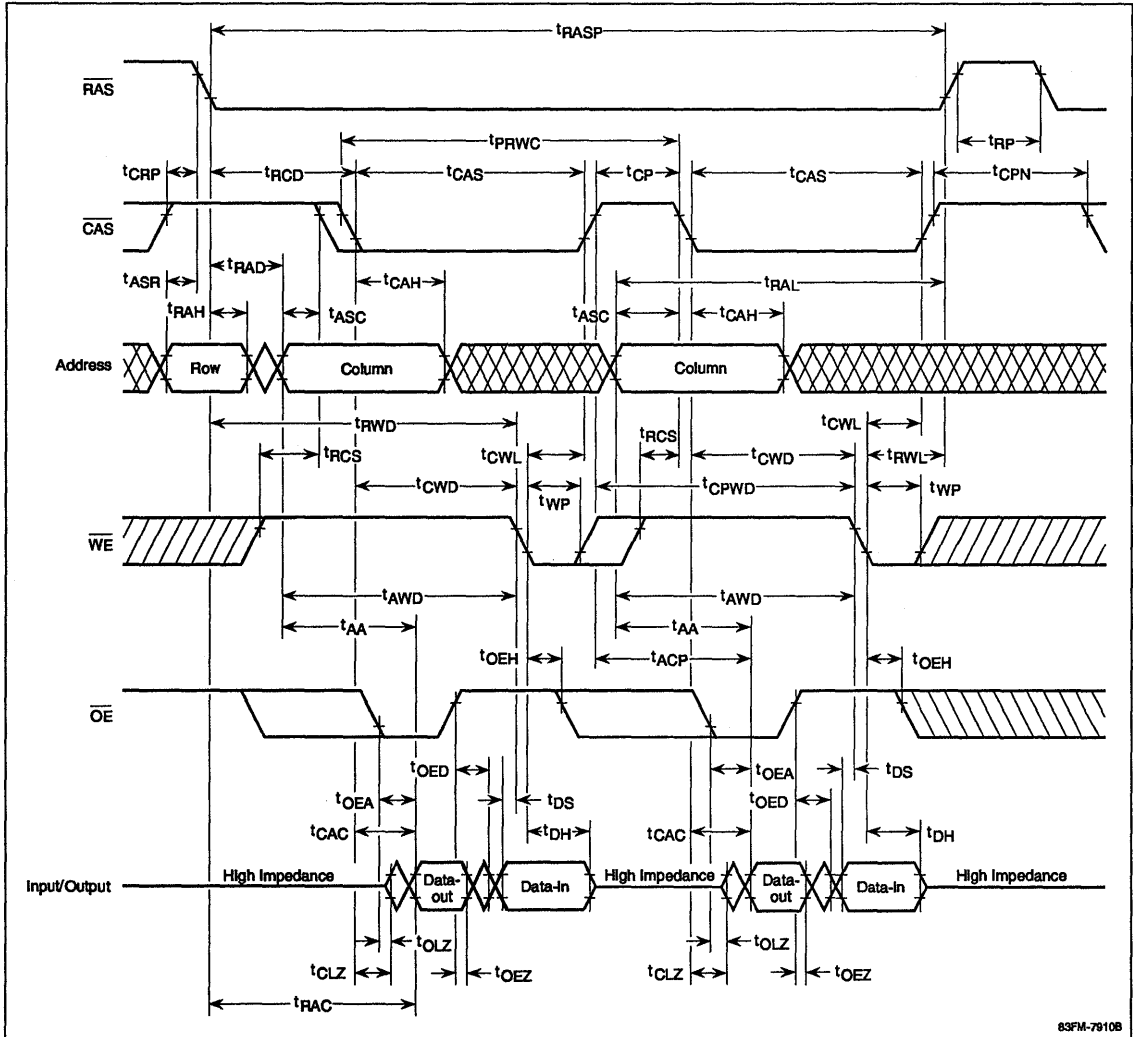 tRASP
RAS
tRP
tPRWC
tCRP
tRCD
tCAS
tCP
tCAS
tCPN
CAS
tRAD
tASR
tCAH
tRAL
tRAH
tASC
tASC
tCAH
Address
Row
Column
Column
tRWD
tCWL
tRCS
tCWL
tRCS
tCWD
tRWL
tCWD
tWP
tCPWD
tWP
WE
tAWD
tAWD
tAA
tAA
tOEH
tACP
tOEH
OE
tOED
tOEA
tDS
tOEA
tDS
tOED
tCAC
tDH
tCAC
tDH
Input/Output
High Impedance
Data-out
Data-In
High Impedance
Data-out
Data-In
High Impedance
tOLZ
tOLZ
tCLZ
tOEZ
tCLZ
tOEZ
tRAC
83FM-7910B